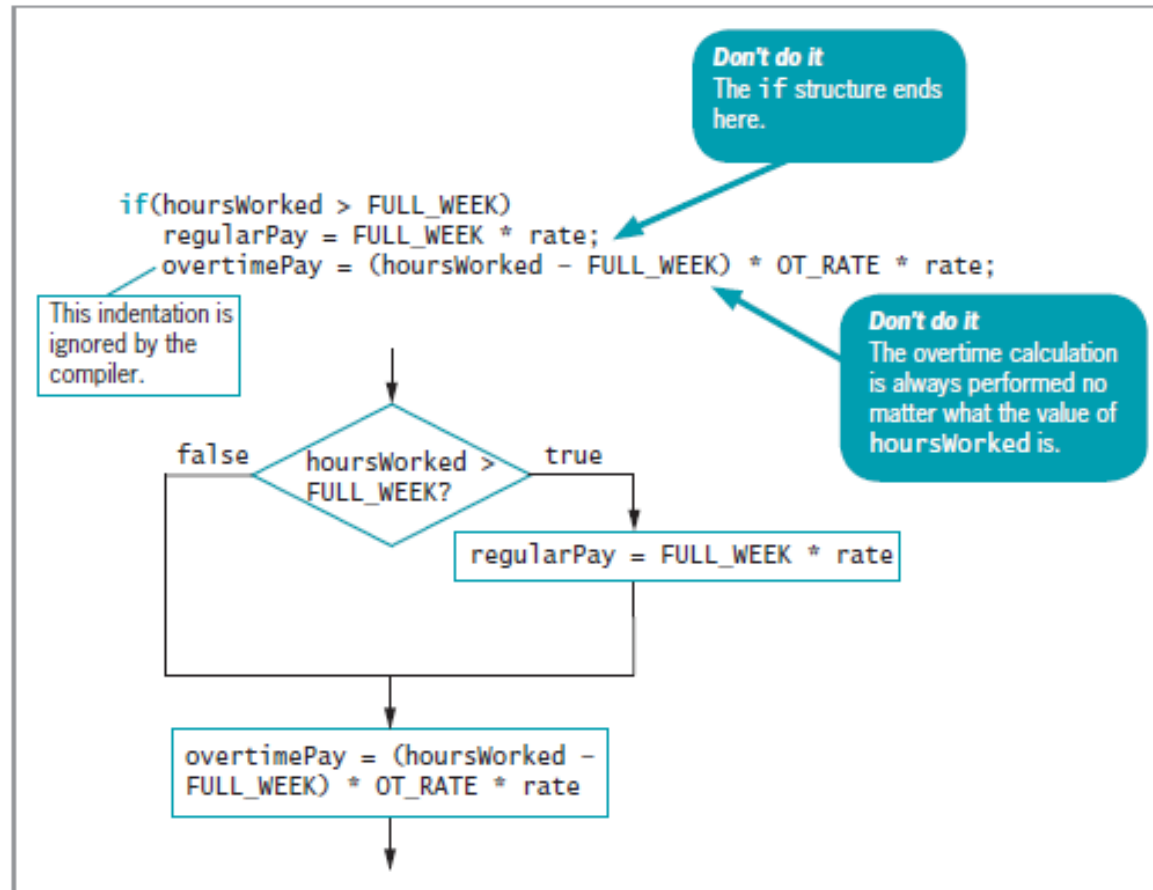 Don't do it
The if structure ends
here.
if(hoursWorked > FULL_WEEK)
regularPay = FULL_WEEK * rate;
overtimePay = (hoursWorked – FULL_WEEK) * OT_RATE * rate;
This indentation is
ignored by the
compiler.
Don't do it
The overtime calculation
is always performed no
matter what the value of
hoursWorked is.
false
hoursWorked >
FULL_WEEK?
true
regularPay = FULL_WEEK * rate
overtimePay = (hoursWorked –
FULL_WEEK) * OT_RATE * rate